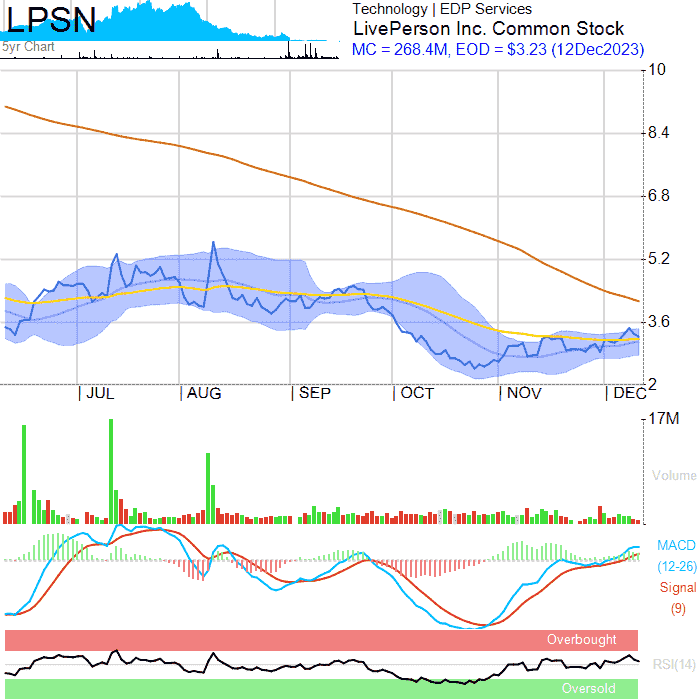 LPSN
5yr Chart
Technology | EDP Services
LivePerson Inc. Common Stock
MC = 268.4M, EOD = $3.23 (12Dec2023)
10
8.4
6.8
5.2
3.6
2
| JUL
| AUG
| SEP
| OCT
| NOV
| DEC
17M
Volume
MACD
(12-26)
Signal
(9)
Overbought
RSI(14)
Oversold